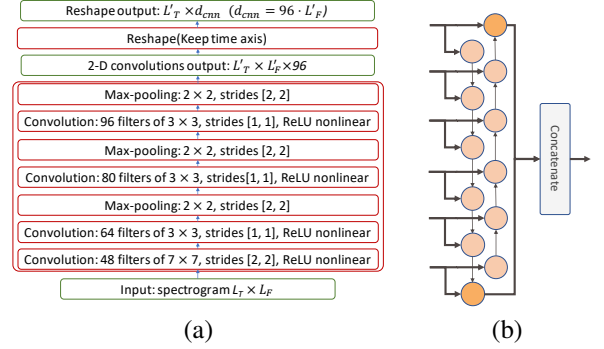 Reshape output: L'_T × d_cnn (d_cnn = 96 · L'_F)
Reshape(Keep time axis)
2-D convolutions output: L'_T × L'_F × 96
Max-pooling: 2 × 2, strides [2, 2]
Convolution: 96 filters of 3 × 3, strides [1, 1], ReLU nonlinear
Max-pooling: 2 × 2, strides [2, 2]
Convolution: 80 filters of 3 × 3, strides[1, 1], ReLU nonlinear
Max-pooling: 2 × 2, strides [2, 2]
Convolution: 64 filters of 3 × 3, strides [1, 1], ReLU nonlinear
Convolution: 48 filters of 7 × 7, strides [2, 2], ReLU nonlinear
Input: spectrogram L_T × L_F
(a)
Concatenate
(b)